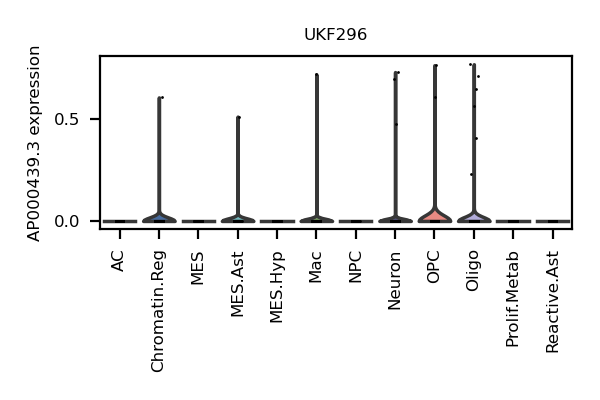 UKF296
AP000439.3 expression
0.5
0.0
AC
Chromatin.Reg
MES
MES.Ast
MES.Hyp
Mac
NPC
Neuron
OPC
Oligo
Prolif.Metab
Reactive.Ast